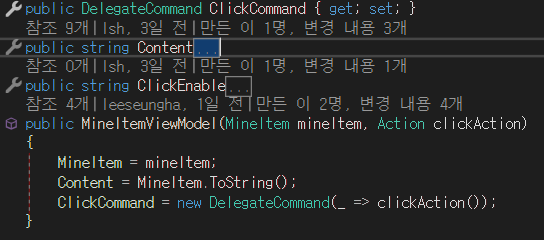 public DelegateCommand ClickCommand { get; set; }
참조 9개|lsh, 3일 전|만든 이 1명, 변경 내용 3개
public string Content...
참조 0개|lsh, 3일 전|만든 이 1명, 변경 내용 1개
public string ClickEnable...
참조 4개|leeseungha, 1일 전|만든 이 2명, 변경 내용 4개
public MineItemViewModel(MineItem mineItem, Action clickAction)
{
MineItem = mineItem;
Content = MineItem.ToString();
ClickCommand = new DelegateCommand(_ => clickAction());
}